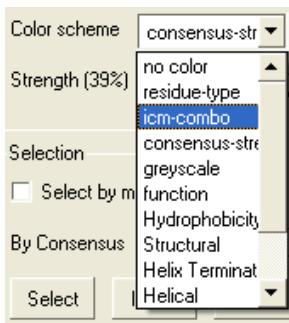 Color scheme consensus-str
no color
Strength (39%) residue-type
icm-combo
Selection consensus-stre
greyscale
Select by m function
Hydrophobicity
By Consensus Structural
Helix Terminat
Select Helical